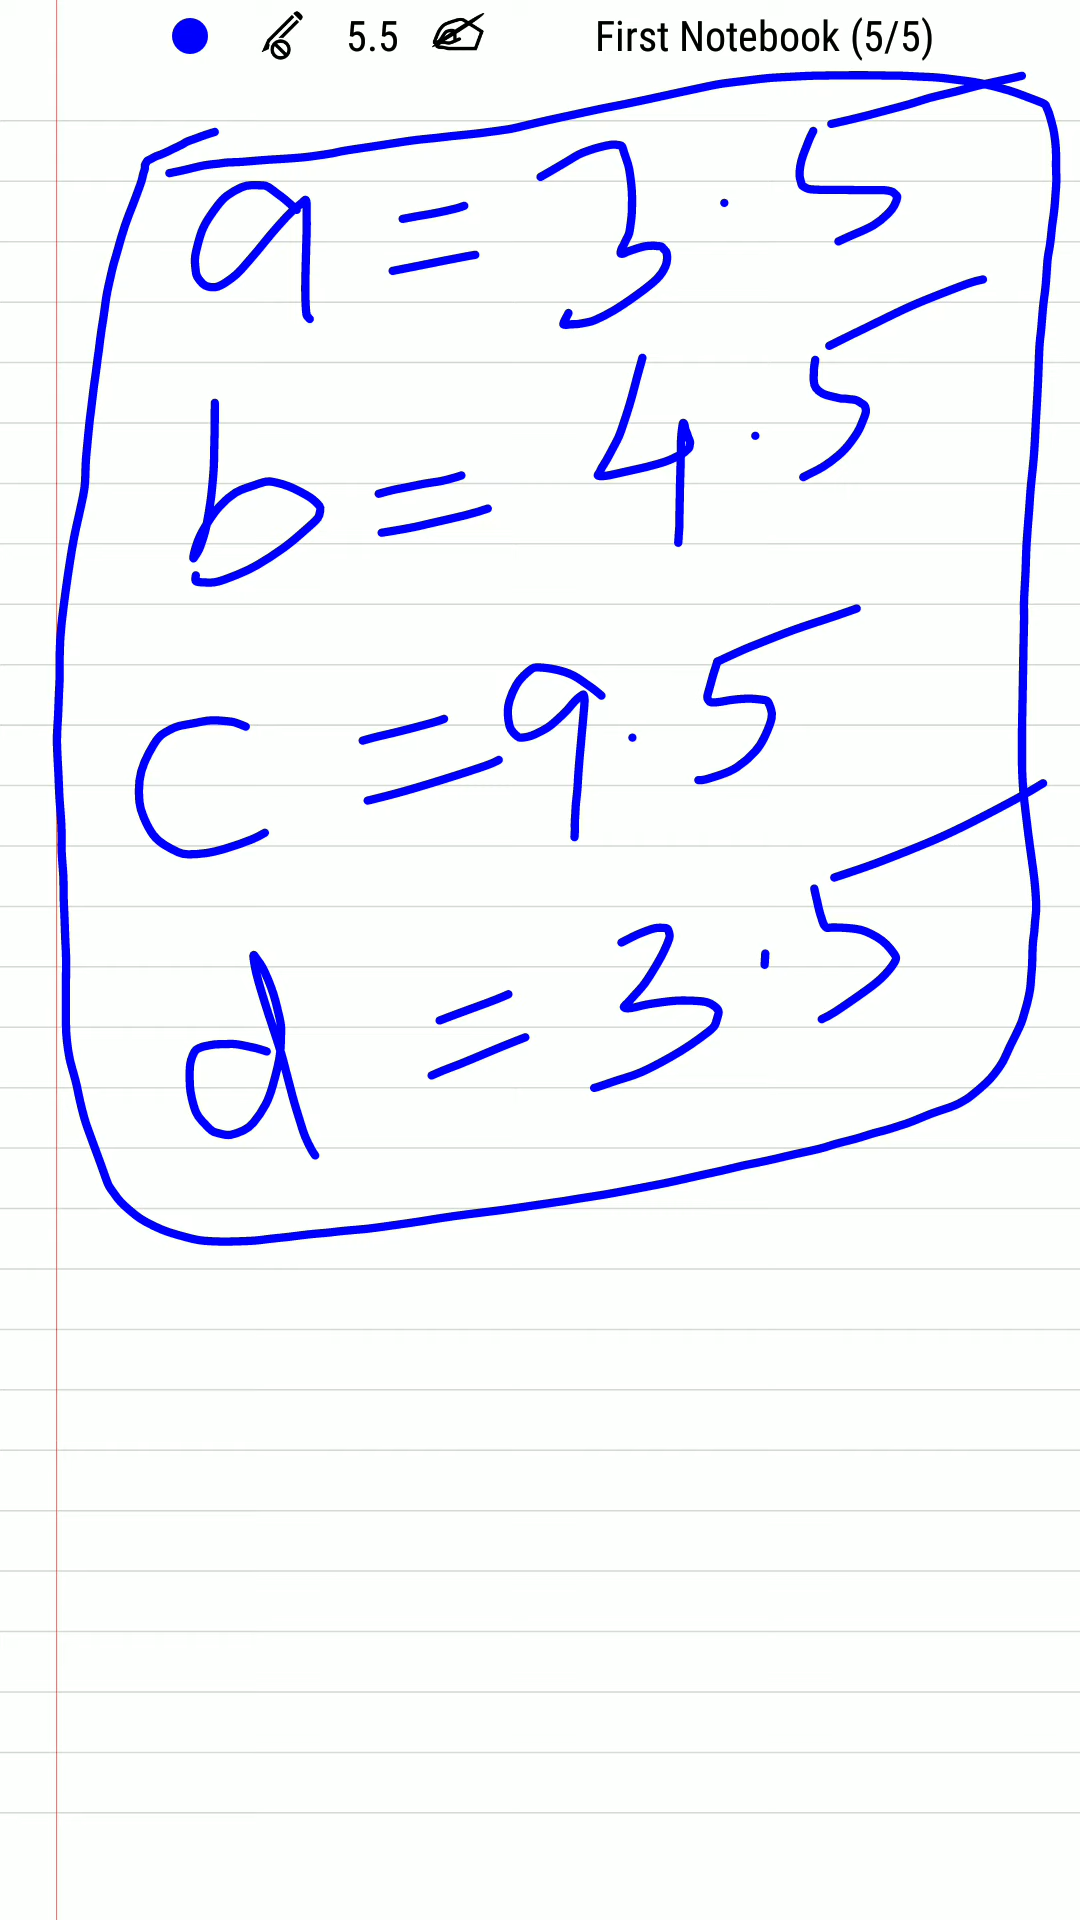 5.5 First Notebook (5/5)
a = 3.5
b = 4.5
c = 9.5
d = 3.5